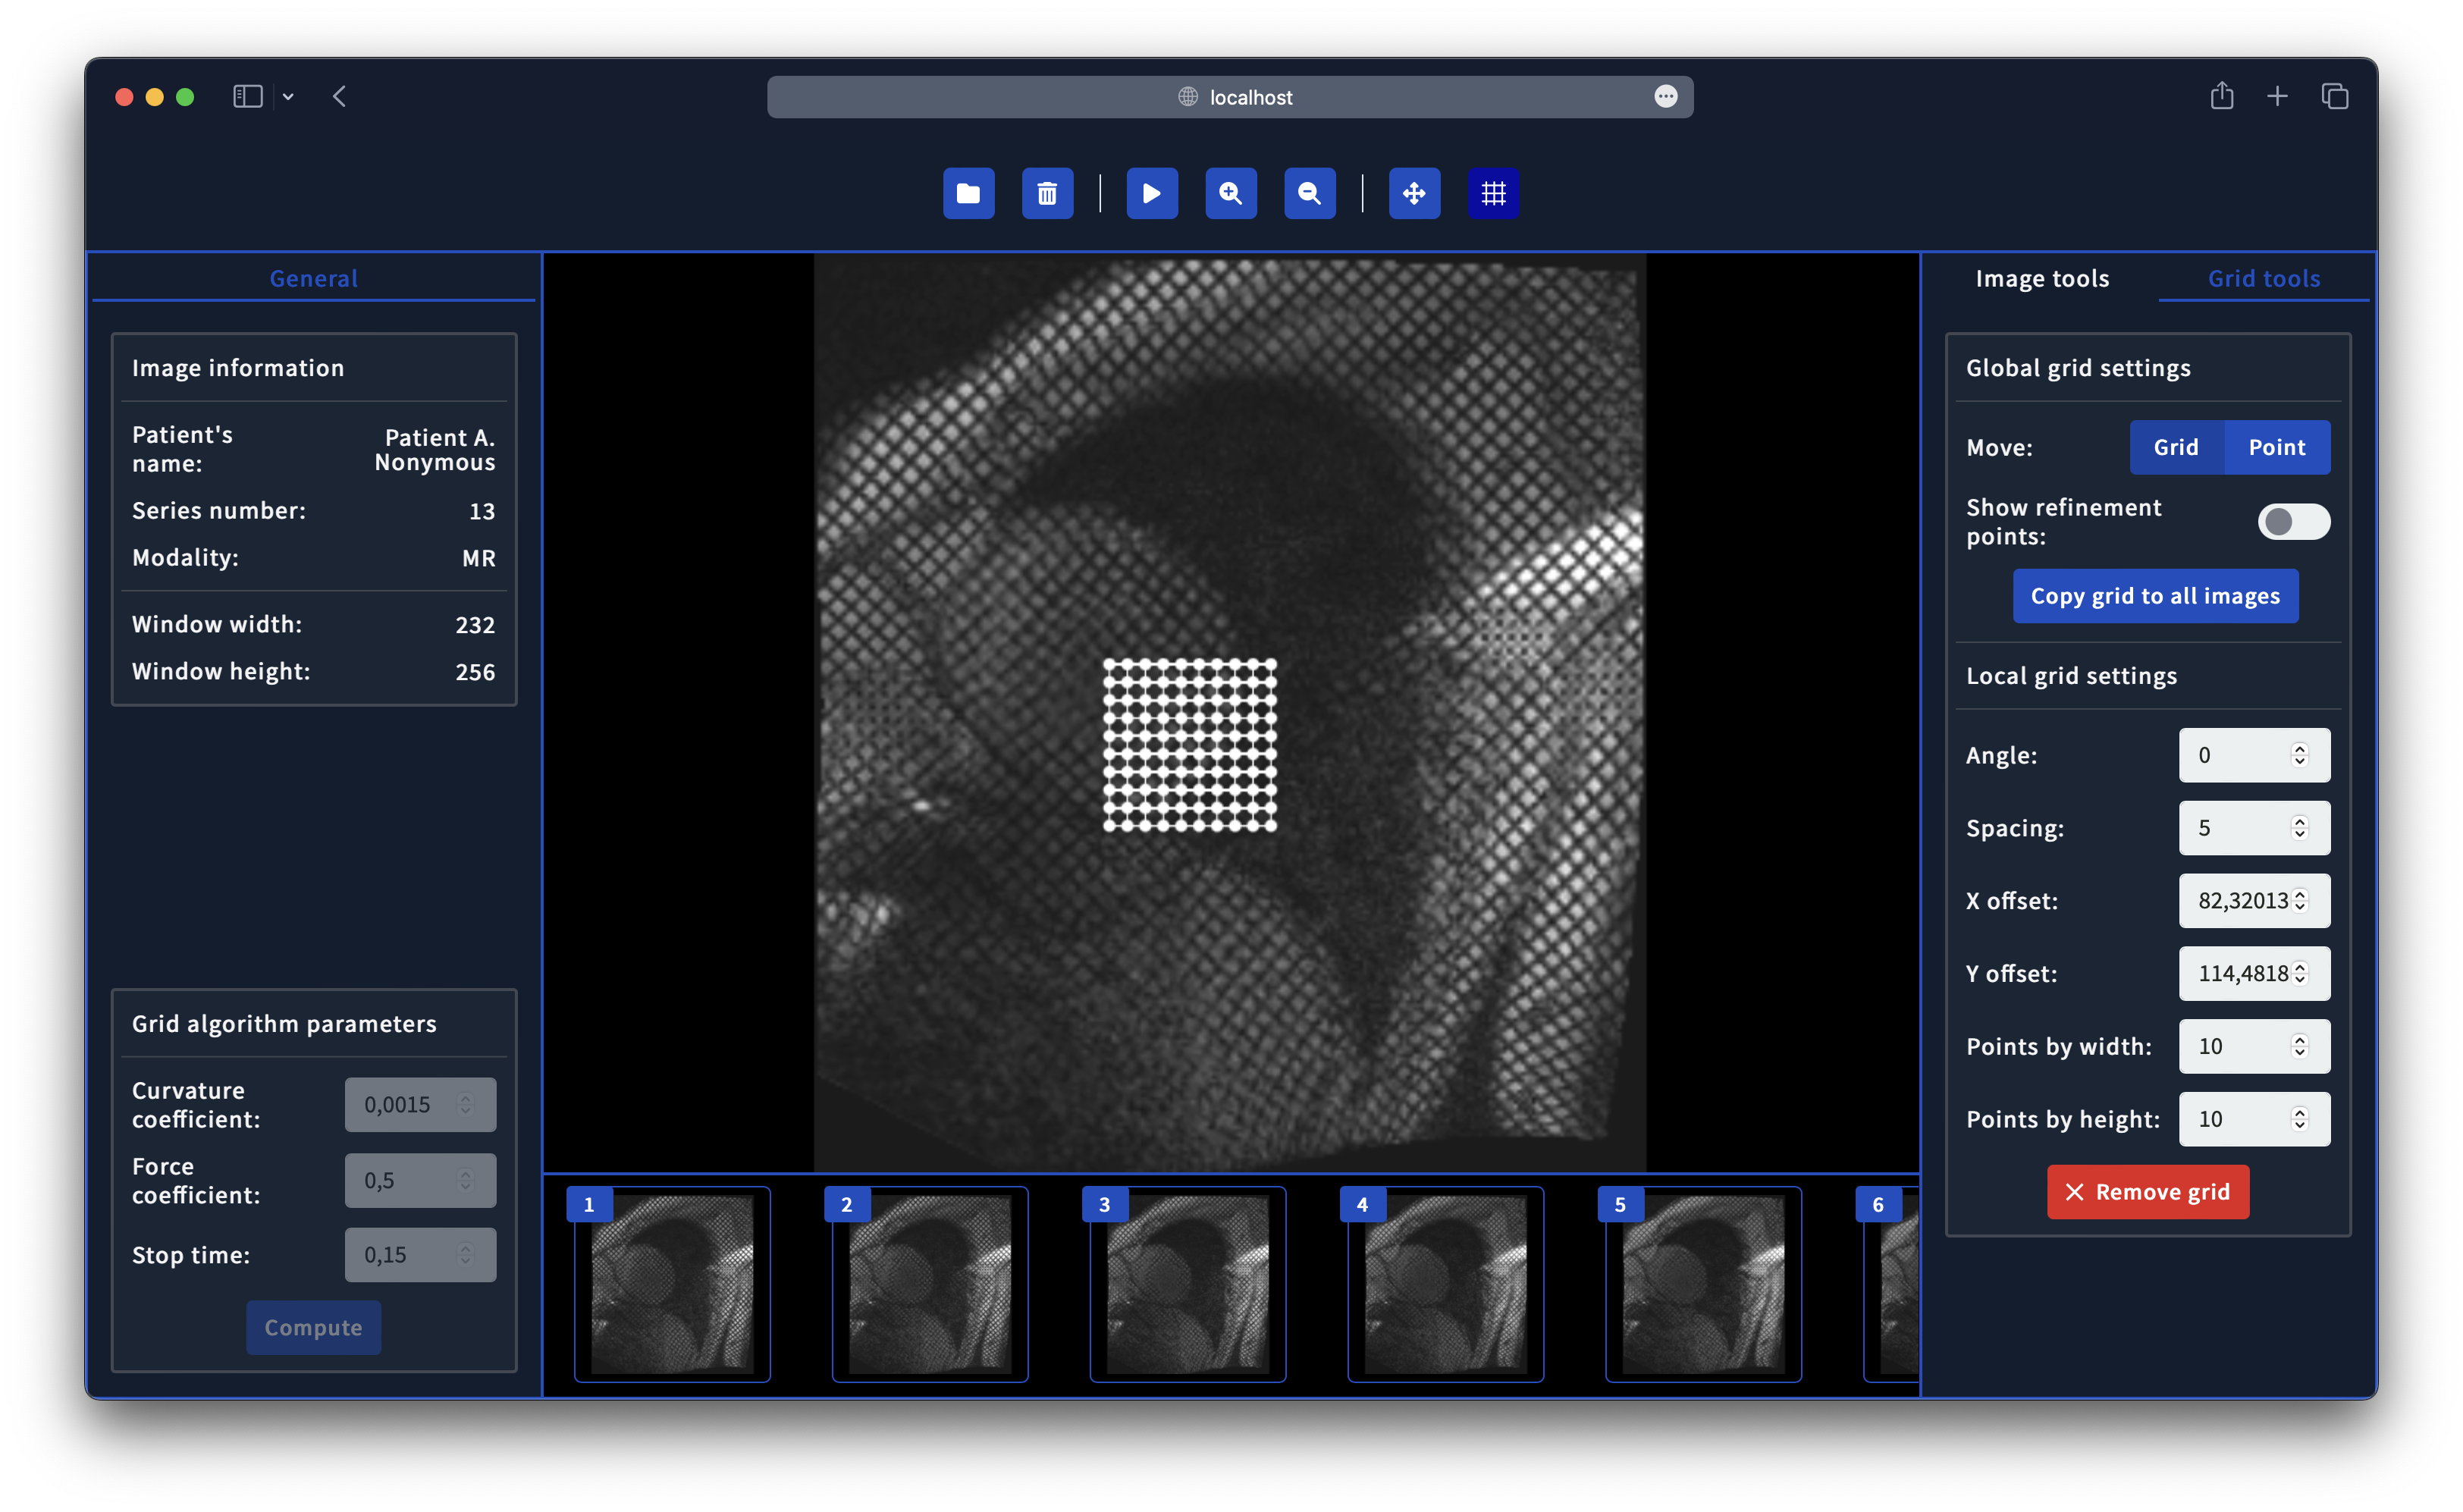 localhost
General
Image information
Patient's
name:
Patient A.
Nonymous
Series number: 13
Modality: MR
Window width: 232
Window height: 256
Grid algorithm parameters
Curvature
coefficient:
0,0015
Force
coefficient:
0,5
Stop time: 0,15
Compute
1 2 3 4 5 6
Image tools Grid tools
Global grid settings
Move: Grid Point
Show refinement
points:
Copy grid to all images
Local grid settings
Angle: 0
Spacing: 5
X offset: 82,32013
Y offset: 114,4818
Points by width: 10
Points by height: 10
Remove grid